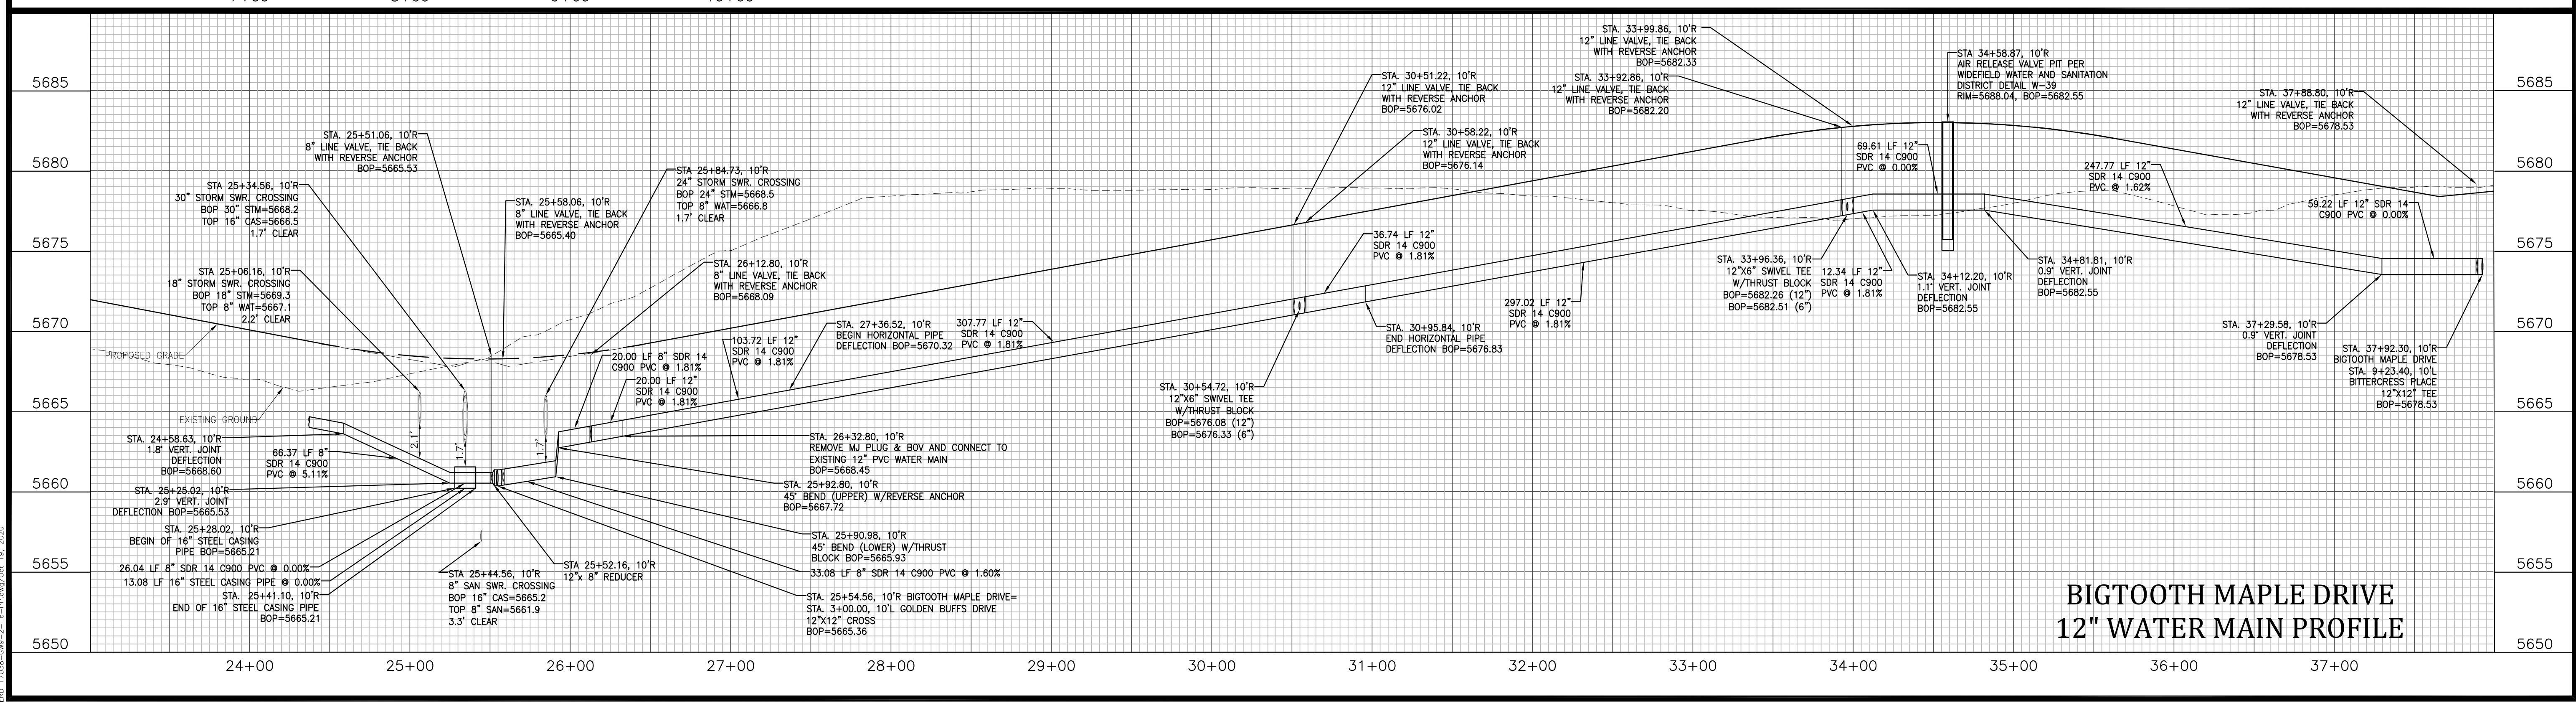 5685
5680
5675
5670
5665
5660
5655
5650
STA. 25+51.06, 10'R
8" LINE VALVE, TIE BACK
WITH REVERSE ANCHOR
BOP=5665.53
STA 25+34.56, 10'R
30" STORM SWR. CROSSING
BOP 30" STM=5668.2
TOP 16" CAS=5666.5
1.7' CLEAR
STA 25+06.16, 10'R
18" STORM SWR. CROSSING
BOP 18" STM=5669.3
TOP 8" WAT=5667.1
2.2' CLEAR
PROPOSED GRADE
EXISTING GROUND
STA. 24+58.63, 10'R
1.8° VERT. JOINT
DEFLECTION
BOP=5668.60
66.37 LF 8"
SDR 14 C900
PVC @ 5.11%
STA. 25+25.02, 10'R
2.9° VERT. JOINT
DEFLECTION BOP=5665.53
STA. 25+28.02, 10'R
BEGIN OF 16" STEEL CASING
PIPE BOP=5665.21
26.04 LF 8" SDR 14 C900 PVC @ 0.00%
13.08 LF 16" STEEL CASING PIPE @ 0.00%
STA. 25+41.10, 10'R
END OF 16" STEEL CASING PIPE
BOP=5665.21
2.1'
1.7'
1.7'
STA. 25+58.06, 10'R
8" LINE VALVE, TIE BACK
WITH REVERSE ANCHOR
BOP=5665.40
STA 25+84.73, 10'R
24" STORM SWR. CROSSING
BOP 24" STM=5668.5
TOP 8" WAT=5666.8
1.7' CLEAR
STA. 26+12.80, 10'R
8" LINE VALVE, TIE BACK
WITH REVERSE ANCHOR
BOP=5668.09
20.00 LF 8" SDR 14
C900 PVC @ 1.81%
20.00 LF 12"
SDR 14 C900
PVC @ 1.81%
103.72 LF 12"
SDR 14 C900
PVC @ 1.81%
STA. 27+36.52, 10'R
BEGIN HORIZONTAL PIPE
DEFLECTION BOP=5670.32
307.77 LF 12"
SDR 14 C900
PVC @ 1.81%
STA. 26+32.80, 10'R
REMOVE MJ PLUG & BOV AND CONNECT TO
EXISTING 12" PVC WATER MAIN
BOP=5668.45
STA. 25+92.80, 10'R
45° BEND (UPPER) W/REVERSE ANCHOR
BOP=5667.72
STA. 25+90.98, 10'R
45° BEND (LOWER) W/THRUST
BLOCK BOP=5665.93
33.08 LF 8" SDR 14 C900 PVC @ 1.60%
STA. 25+54.56, 10'R BIGTOOTH MAPLE DRIVE=
STA. 3+00.00, 10'L GOLDEN BUFFS DRIVE
12"X12" CROSS
BOP=5665.36
STA 25+52.16, 10'R
12"x 8" REDUCER
STA 25+44.56, 10'R
8" SAN SWR. CROSSING
BOP 16" CAS=5665.2
TOP 8" SAN=5661.9
3.3' CLEAR
STA. 30+51.22, 10'R
12" LINE VALVE, TIE BACK
WITH REVERSE ANCHOR
BOP=5676.02
STA. 30+58.22, 10'R
12" LINE VALVE, TIE BACK
WITH REVERSE ANCHOR
BOP=5676.14
36.74 LF 12"
SDR 14 C900
PVC @ 1.81%
STA. 30+95.84, 10'R
END HORIZONTAL PIPE
DEFLECTION BOP=5676.83
STA. 30+54.72, 10'R
12"X6" SWIVEL TEE
W/THRUST BLOCK
BOP=5676.08 (12")
BOP=5676.33 (6")
297.02 LF 12"
SDR 14 C900
PVC @ 1.81%
STA. 33+99.86, 10'R
12" LINE VALVE, TIE BACK
WITH REVERSE ANCHOR
BOP=5682.33
STA. 33+92.86, 10'R
12" LINE VALVE, TIE BACK
WITH REVERSE ANCHOR
BOP=5682.20
STA 34+58.87, 10'R
AIR RELEASE VALVE PIT PER
WIDEFIELD WATER AND SANITATION
DISTRICT DETAIL W-39
RIM=5688.04, BOP=5682.55
69.61 LF 12"
SDR 14 C900
PVC @ 0.00%
STA. 33+96.36, 10'R
12"X6" SWIVEL TEE
W/THRUST BLOCK
BOP=5682.26 (12")
BOP=5682.51 (6")
12.34 LF 12"
SDR 14 C900
PVC @ 1.81%
STA. 34+12.20, 10'R
1.1° VERT. JOINT
DEFLECTION
BOP=5682.55
STA. 34+81.81, 10'R
0.9° VERT. JOINT
DEFLECTION
BOP=5682.55
247.77 LF 12"
SDR 14 C900
PVC @ 1.62%
STA. 37+88.80, 10'R
12" LINE VALVE, TIE BACK
WITH REVERSE ANCHOR
BOP=5678.53
59.22 LF 12" SDR 14
C900 PVC @ 0.00%
STA. 37+29.58, 10'R
0.9° VERT. JOINT
DEFLECTION
BOP=5678.53
STA. 37+92.30, 10'R
BIGTOOTH MAPLE DRIVE
STA. 9+23.40, 10'L
BITTERCRESS PLACE
12"X12" TEE
BOP=5678.53
5685
5680
5675
5670
5665
5660
5655
5650
BIGTOOTH MAPLE DRIVE
12" WATER MAIN PROFILE
24+00 25+00 26+00 27+00 28+00 29+00 30+00 31+00 32+00 33+00 34+00 35+00 36+00 37+00